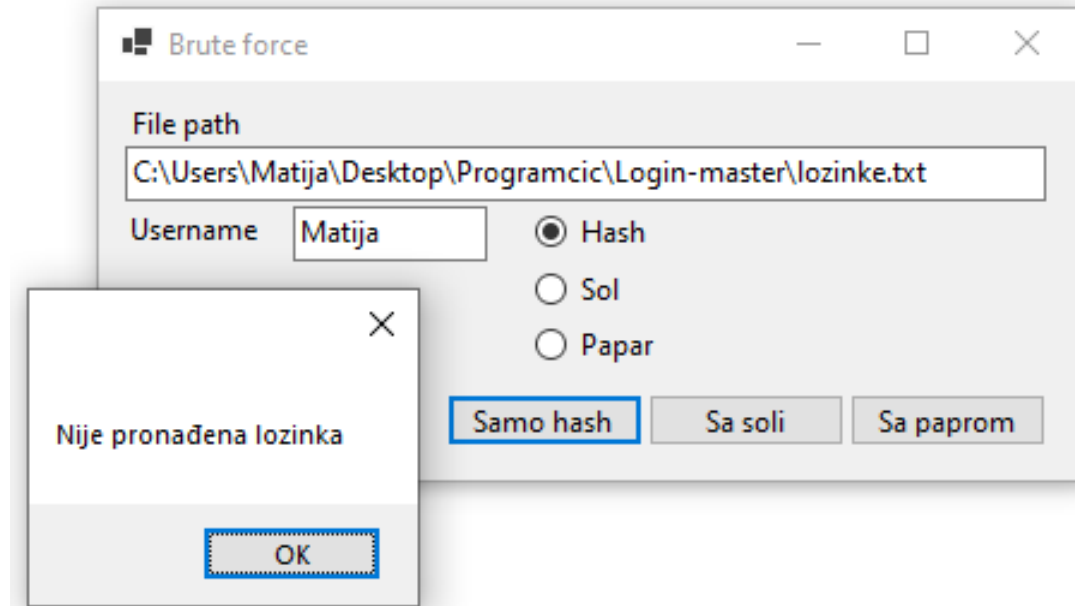 Brute force
File path
C:\Users\Matija\Desktop\Programcic\Login-master\lozinke.txt
Username
Matija
Hash
Sol
Papar
Samo hash
Sa soli
Sa paprom
Nije pronađena lozinka
OK